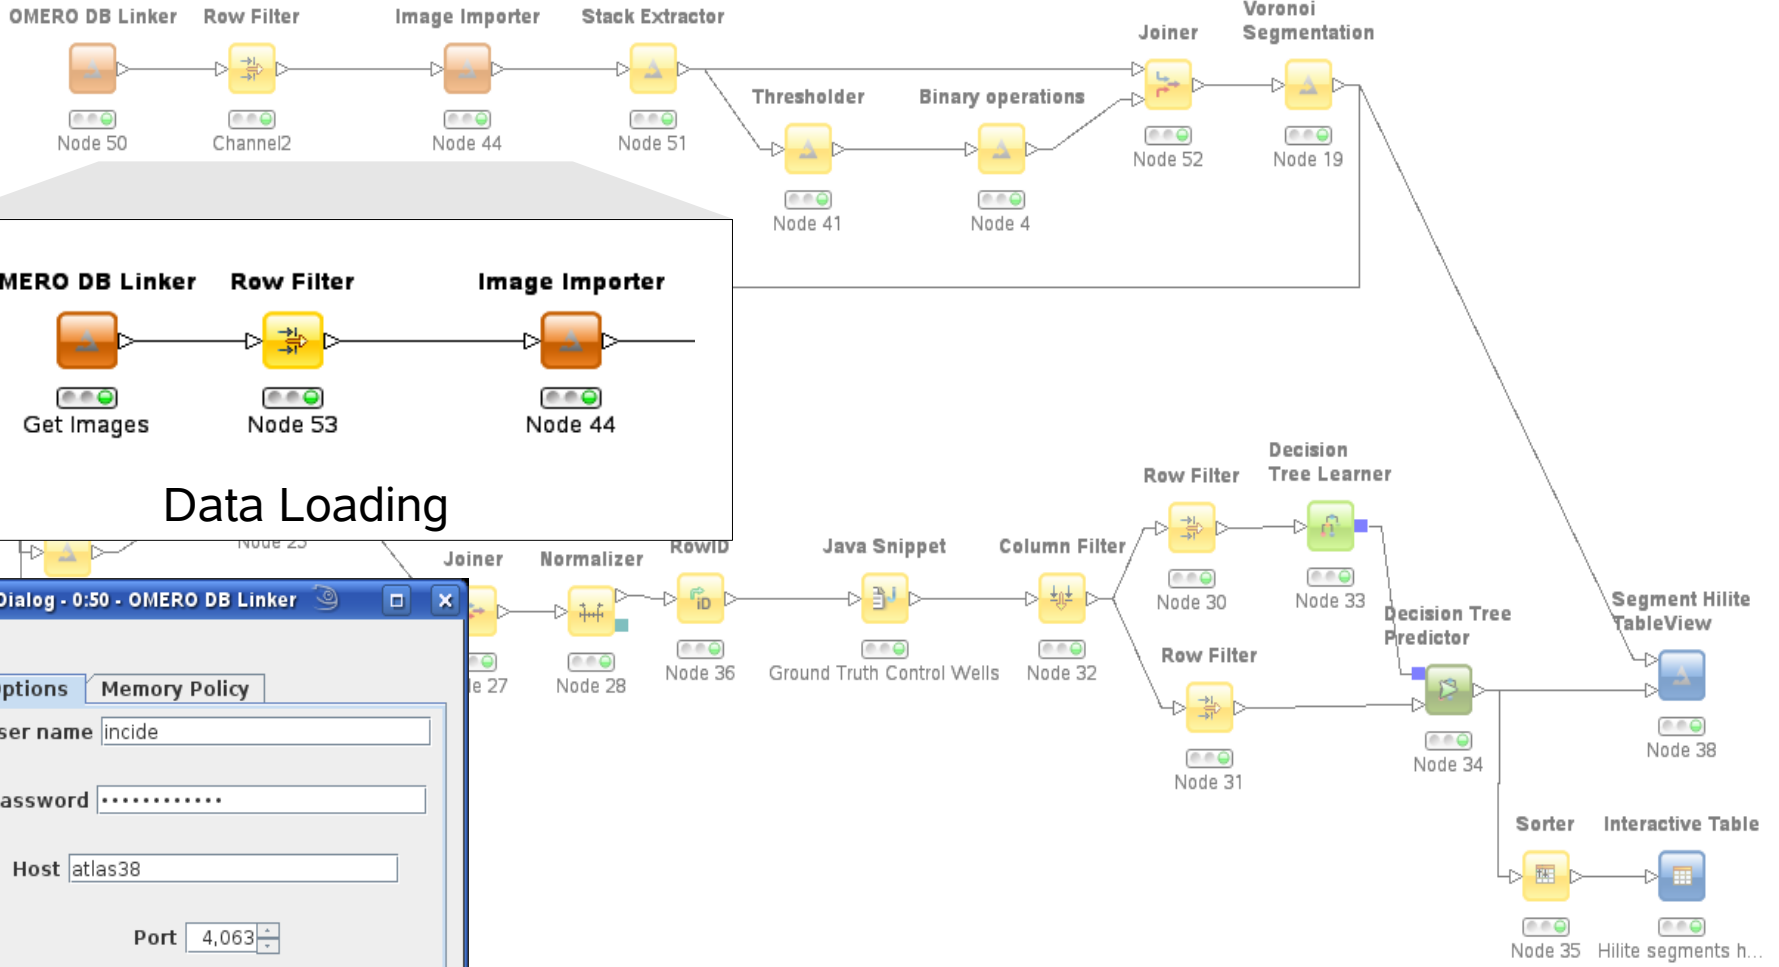 OMERO DB Linker
Row Filter
Image Importer
Stack Extractor
Joiner
Voronoi
Segmentation
Thresholder
Binary operations
Node 50
Channel2
Node 44
Node 51
Node 52
Node 19
Node 41
Node 4
MERO DB Linker
Row Filter
Image Importer
Get Images
Node 53
Node 44
Data Loading
Node 25
Joiner
Normalizer
RowID
Java Snippet
Column Filter
Row Filter
Decision
Tree Learner
Node 30
Node 33
le 27
Node 28
Node 36
Ground Truth Control Wells
Node 32
Row Filter
Node 31
Decision Tree
Predictor
Node 34
Segment Hilite
TableView
Node 38
Sorter
Interactive Table
Node 35
Hilite segments h...
Dialog - 0:50 - OMERO DB Linker
ptions
Memory Policy
ser name incide
assword ············
Host atlas38
Port 4,063